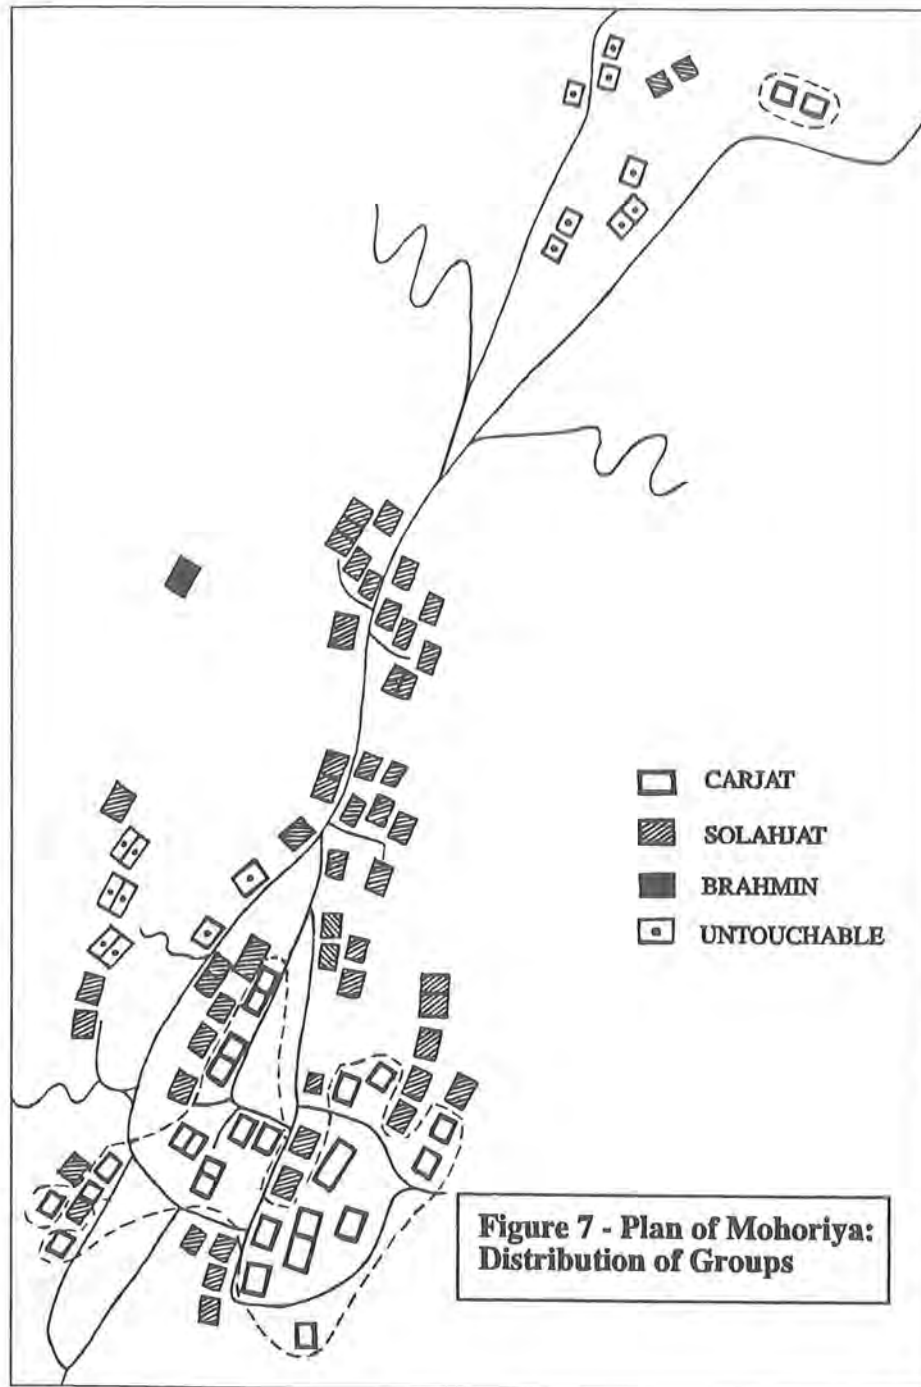 CARJAT
SOLAHJAT
BRAHMIN
UNTOUCHABLE
Figure 7 - Plan of Mohoriya:
Distribution of Groups